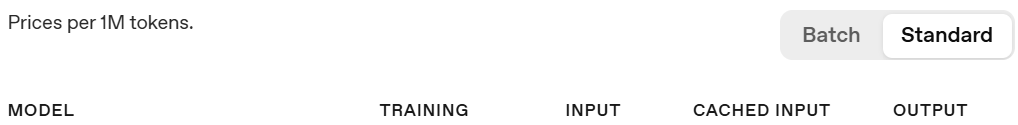 Prices per 1M tokens.
Batch Standard
MODEL TRAINING INPUT CACHED INPUT OUTPUT